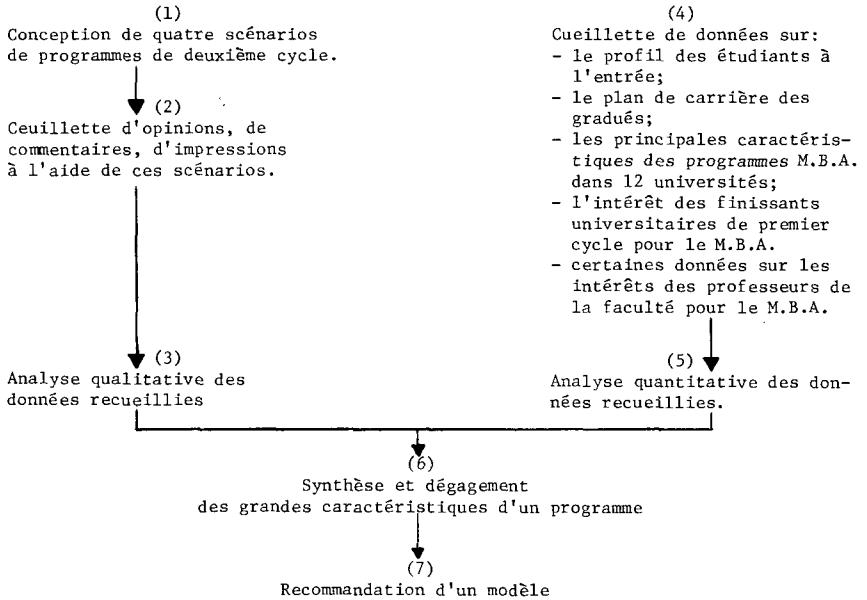 (1)
Conception de quatre scénarios
de programmes de deuxième cycle.
(2)
Ceuillette d'opinions, de
commentaires, d'impressions
à l'aide de ces scénarios.
(3)
Analyse qualitative des
données recueillies
(4)
Cueillette de données sur:
- le profil des étudiants à
l'entrée;
- le plan de carrière des
gradués;
- les principales caractéris-
tiques des programmes M.B.A.
dans 12 universités;
- l'intérêt des finissants
universitaires de premier
cycle pour le M.B.A.
- certaines données sur les
intérêts des professeurs de
la faculté pour le M.B.A.
(5)
Analyse quantitative des don-
nées recueillies.
(6)
Synthèse et dégagement
des grandes caractéristiques d'un programme
(7)
Recommandation d'un modèle